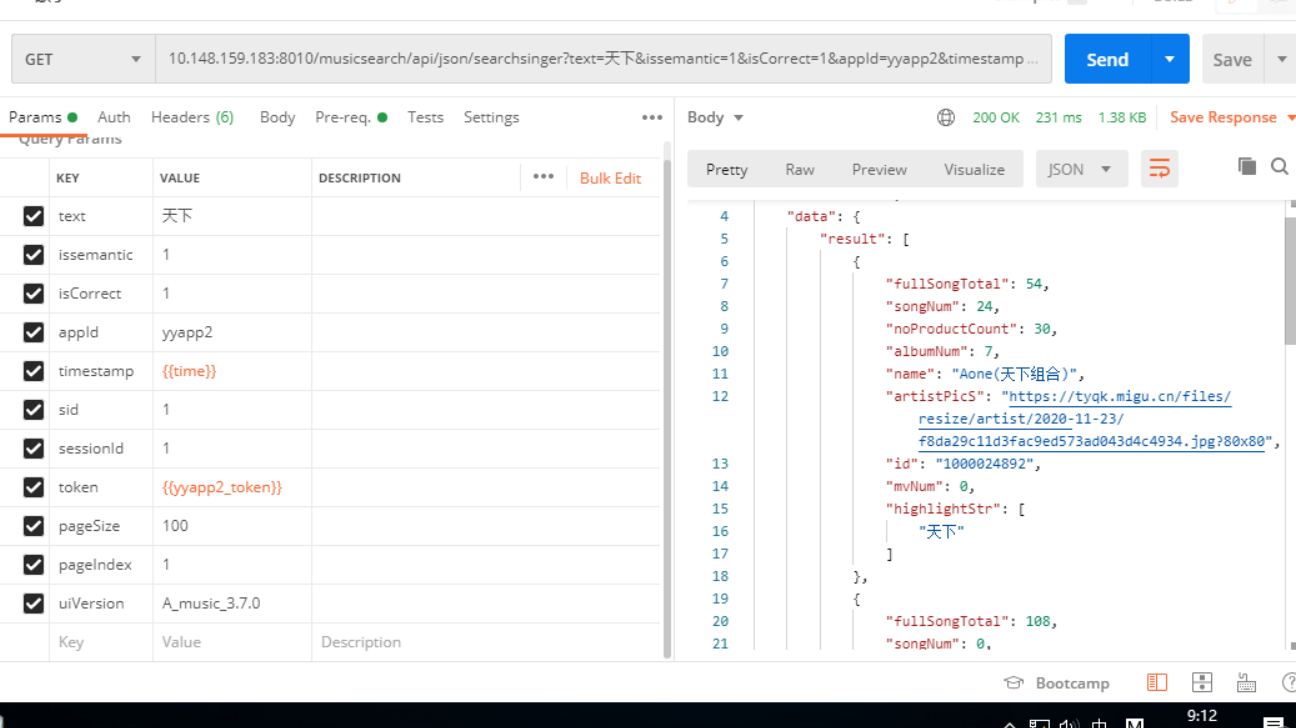 GET
10.148.159.183:8010/musicsearch/api/json/searchsinger?text=天下&issemantic=1&isCorrect=1&appId=yyapp2&timestamp ...
Send
Save
Params
Auth
Headers (6)
Body
Pre-req.
Tests
Settings
Body
200 OK
231 ms
1.38 KB
Save Response
Query Params
KEY VALUE DESCRIPTION
Bulk Edit
text 天下
issemantic 1
isCorrect 1
appId yyapp2
timestamp {{time}}
sid 1
sessionId 1
token {{yyapp2_token}}
pageSize 100
pageIndex 1
uiVersion A_music_3.7.0
Key Value Description
Pretty Raw Preview Visualize JSON
4 "data": {
5 "result": [
6 {
7 "fullSongTotal": 54,
8 "songNum": 24,
9 "noProductCount": 30,
10 "albumNum": 7,
11 "name": "Aone(天下组合)",
12 "artistPicS": "https://tyqk.migu.cn/files/
resize/artist/2020-11-23/
f8da29c11d3fac9ed573ad043d4c4934.jpg?80x80",
13 "id": "1000024892",
14 "mvNum": 0,
15 "highlightStr": [
16 "天下"
17 ]
18 },
19 {
20 "fullSongTotal": 108,
21 "songNum": 0,
Bootcamp
中 M
9:12